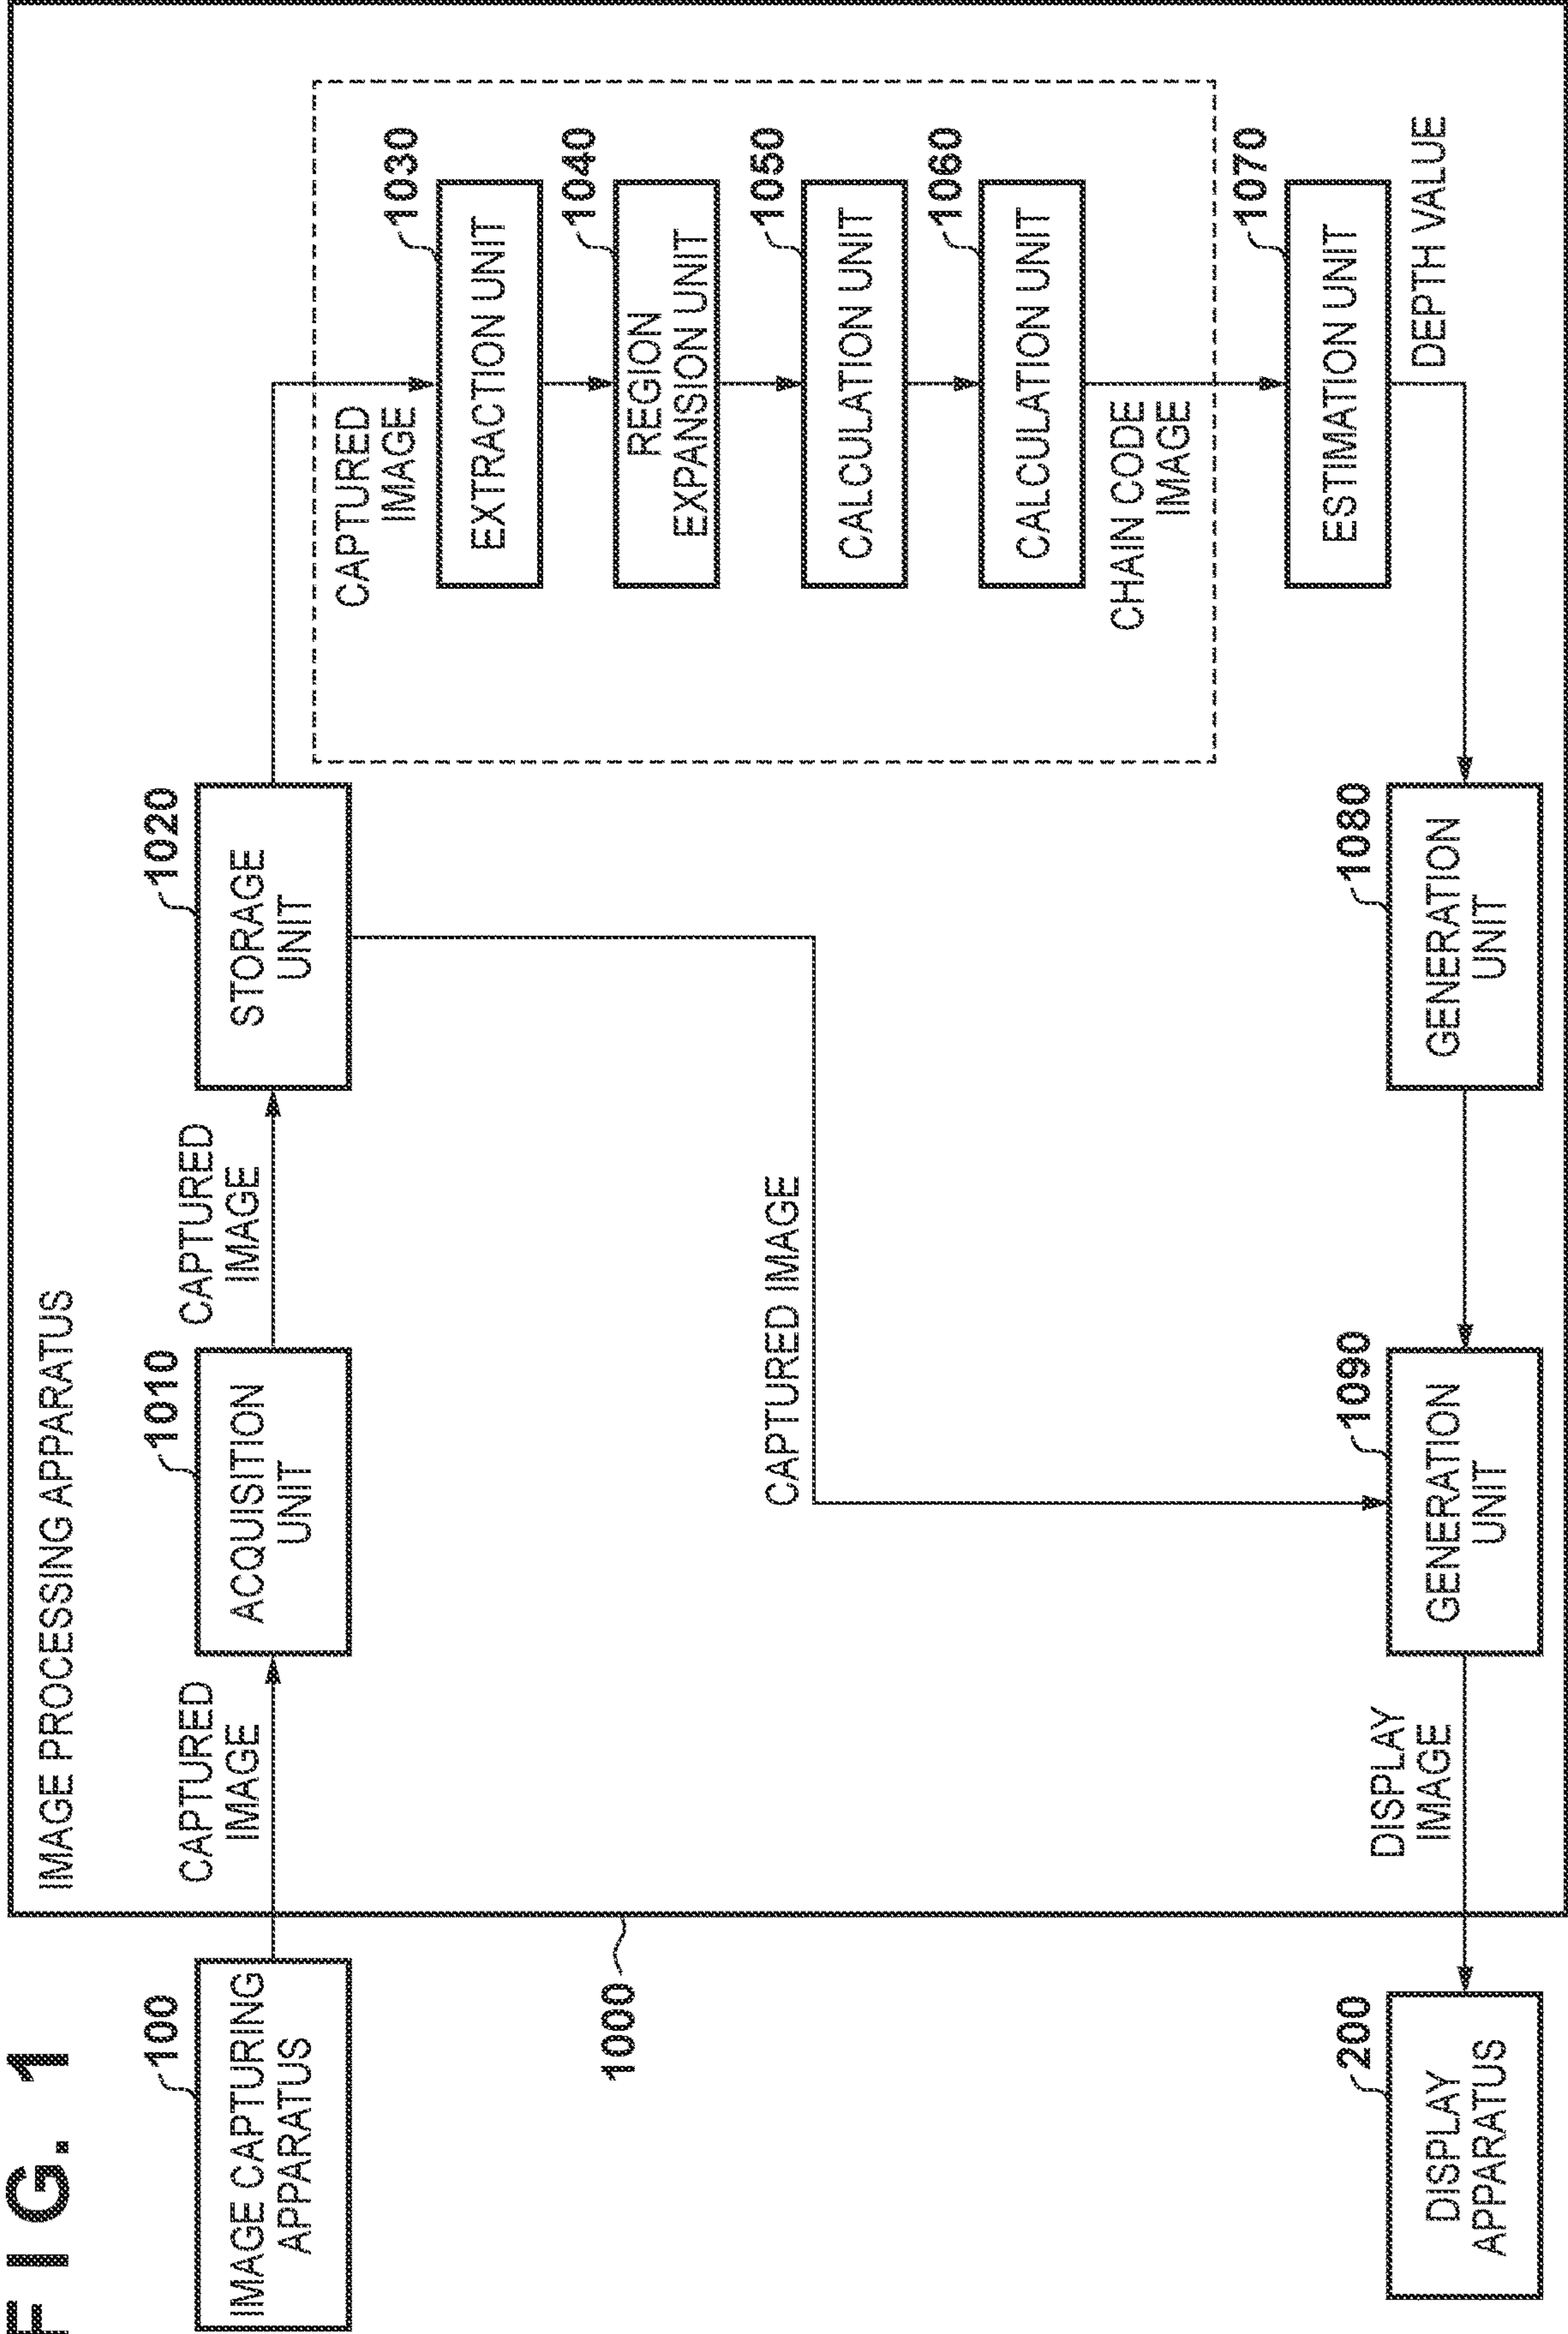 FIG. 1
IMAGE PROCESSING APPARATUS
100
IMAGE CAPTURING
APPARATUS
CAPTURED
IMAGE
1010
ACQUISITION
UNIT
CAPTURED
IMAGE
1020
STORAGE
UNIT
CAPTURED
IMAGE
1030
EXTRACTION UNIT
1040
REGION
EXPANSION UNIT
1050
CALCULATION UNIT
1060
CALCULATION UNIT
CHAIN CODE
IMAGE
1070
ESTIMATION UNIT
DEPTH VALUE
CAPTURED IMAGE
1000
200
DISPLAY
APPARATUS
DISPLAY
IMAGE
1090
GENERATION
UNIT
1080
GENERATION
UNIT